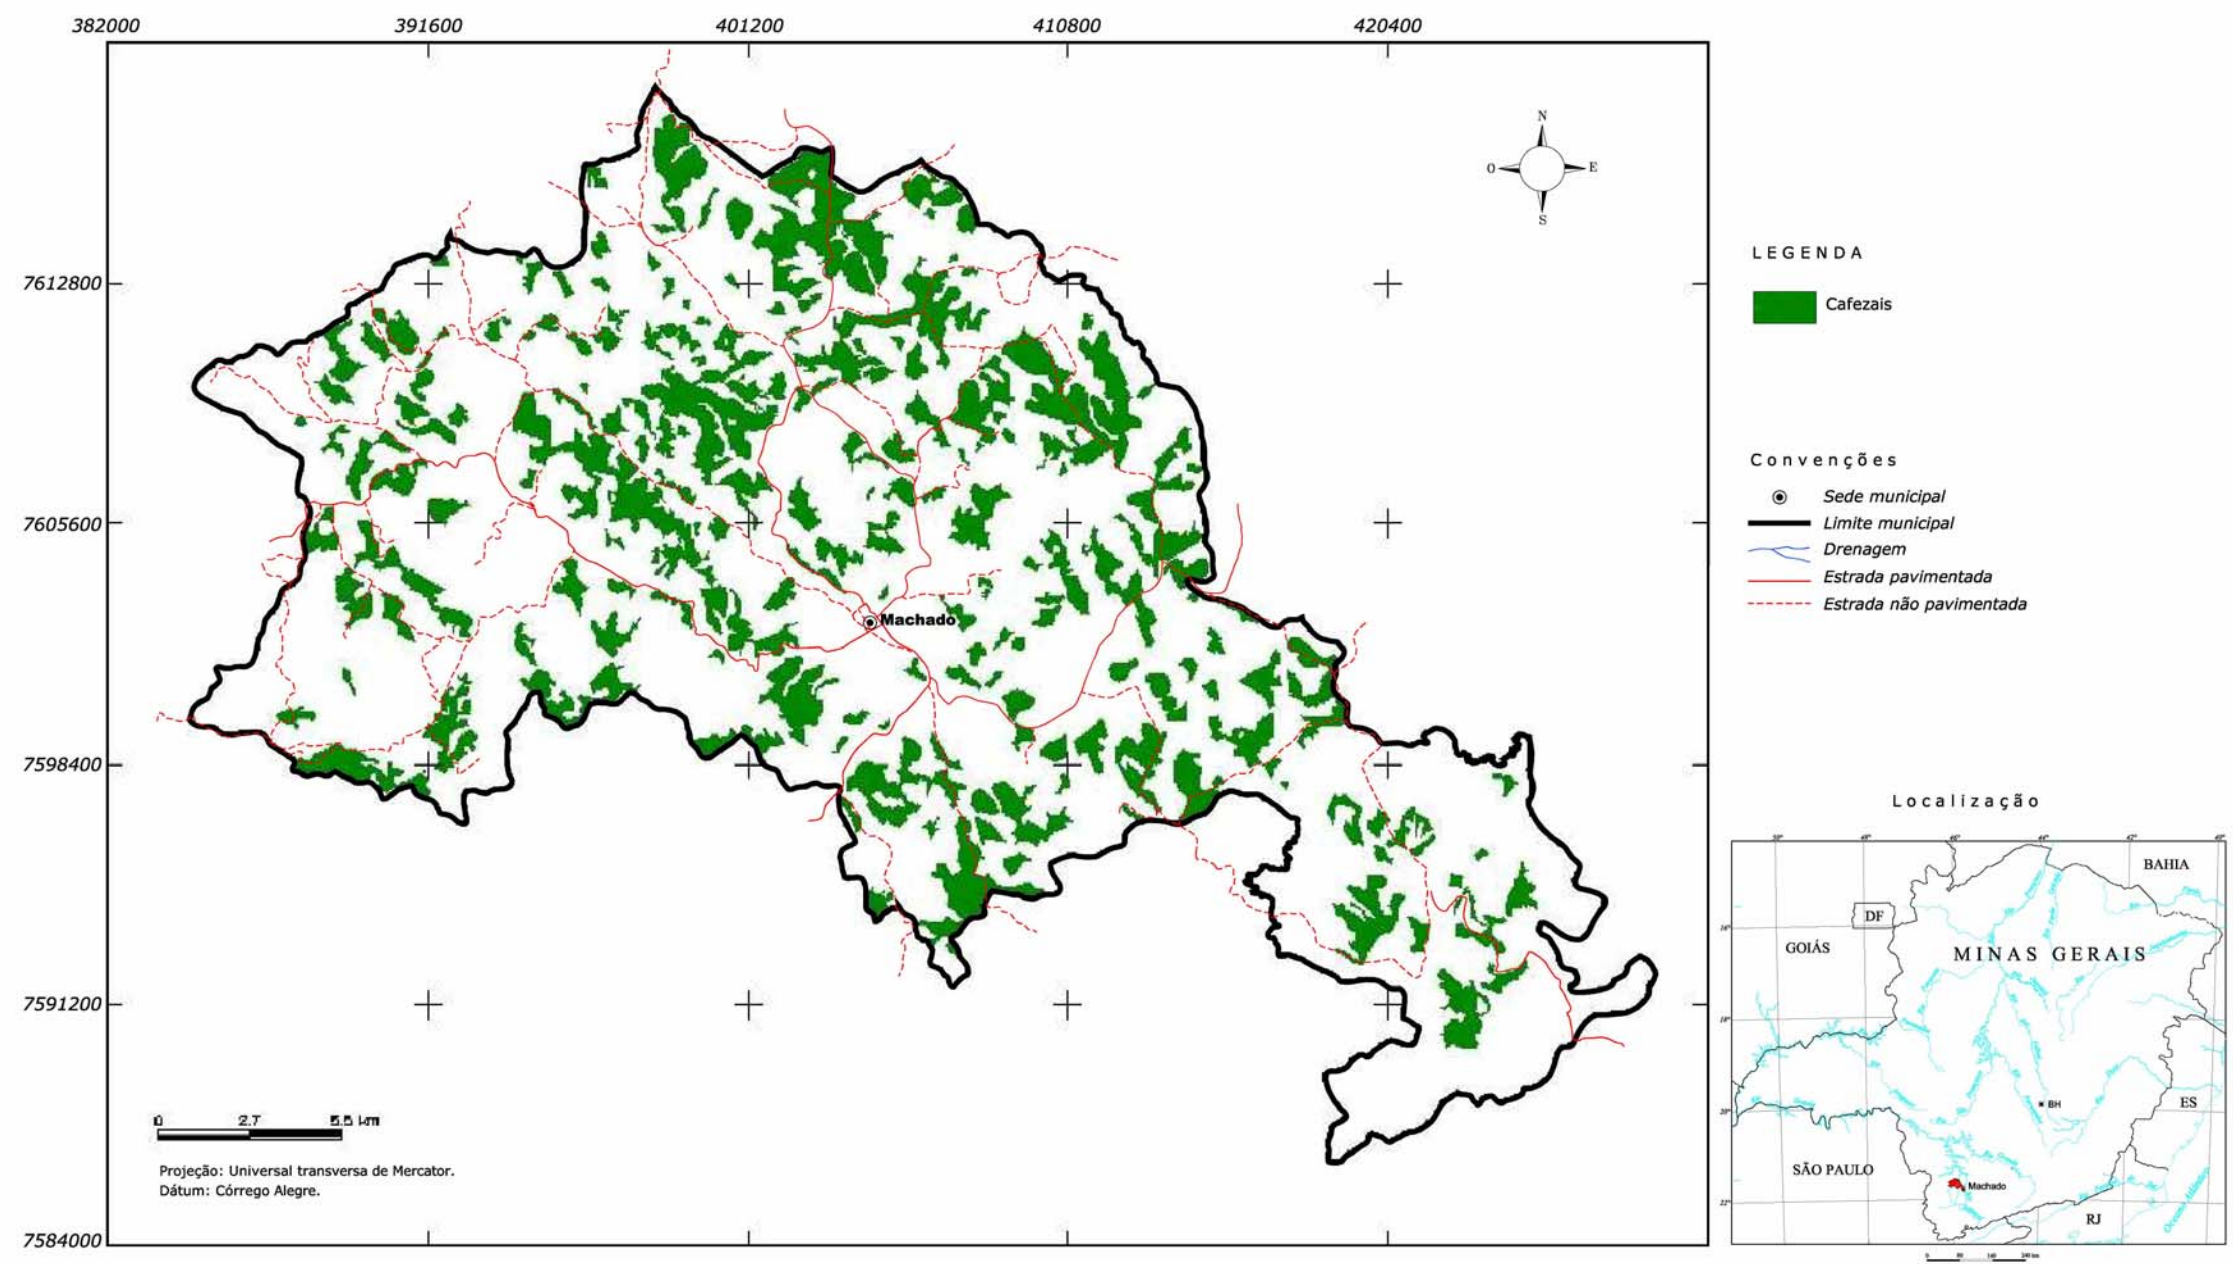 382000 391600 401200 410800 420400
N
O E
S
7612800
7605600
7598400
7591200
7584000
Machado
LEGENDA
Cafezais
Convenções
Sede municipal
Limite municipal
Drenagem
Estrada pavimentada
Estrada não pavimentada
0 2.7 5.5 km
Projeção: Universal transversa de Mercator.
Dátum: Córrego Alegre.
Localização
BAHIA
DF
GOIÁS
MINAS GERAIS
BH
ES
SÃO PAULO
Machado
RJ
Oceano Atlântico